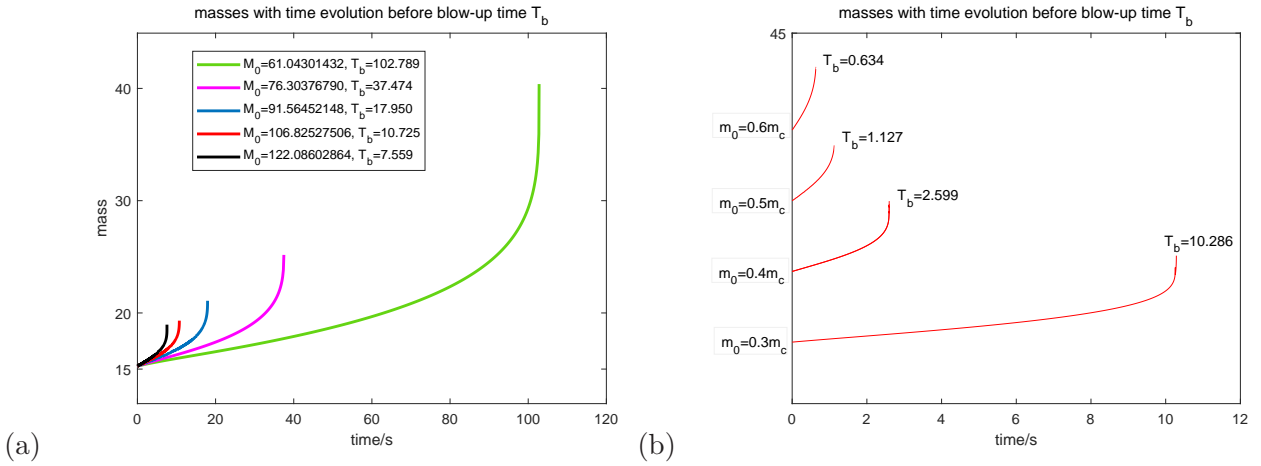 masses with time evolution before blow-up time T_b
M_0=61.04301432, T_b=102.789
M_0=76.30376790, T_b=37.474
M_0=91.56452148, T_b=17.950
M_0=106.82527506, T_b=10.725
M_0=122.08602864, T_b=7.559
40
30
20
15
mass
0
20
40
60
80
100
120
time/s
(a)
masses with time evolution before blow-up time T_b
45
T_b=0.634
m_0=0.6m_c
T_b=1.127
m_0=0.5m_c
T_b=2.599
T_b=10.286
m_0=0.4m_c
m_0=0.3m_c
0
2
4
6
8
10
12
time/s
(b)